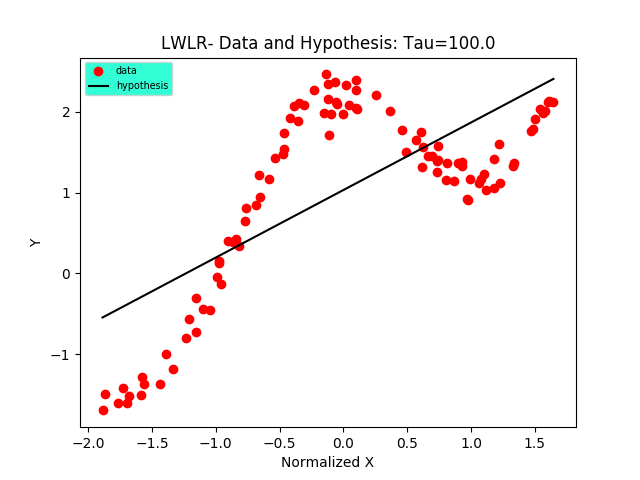 LWLR- Data and Hypothesis: Tau=100.0
data
hypothesis
Y
2
1
0
−1
−2.0 −1.5 −1.0 −0.5 0.0 0.5 1.0 1.5
Normalized X